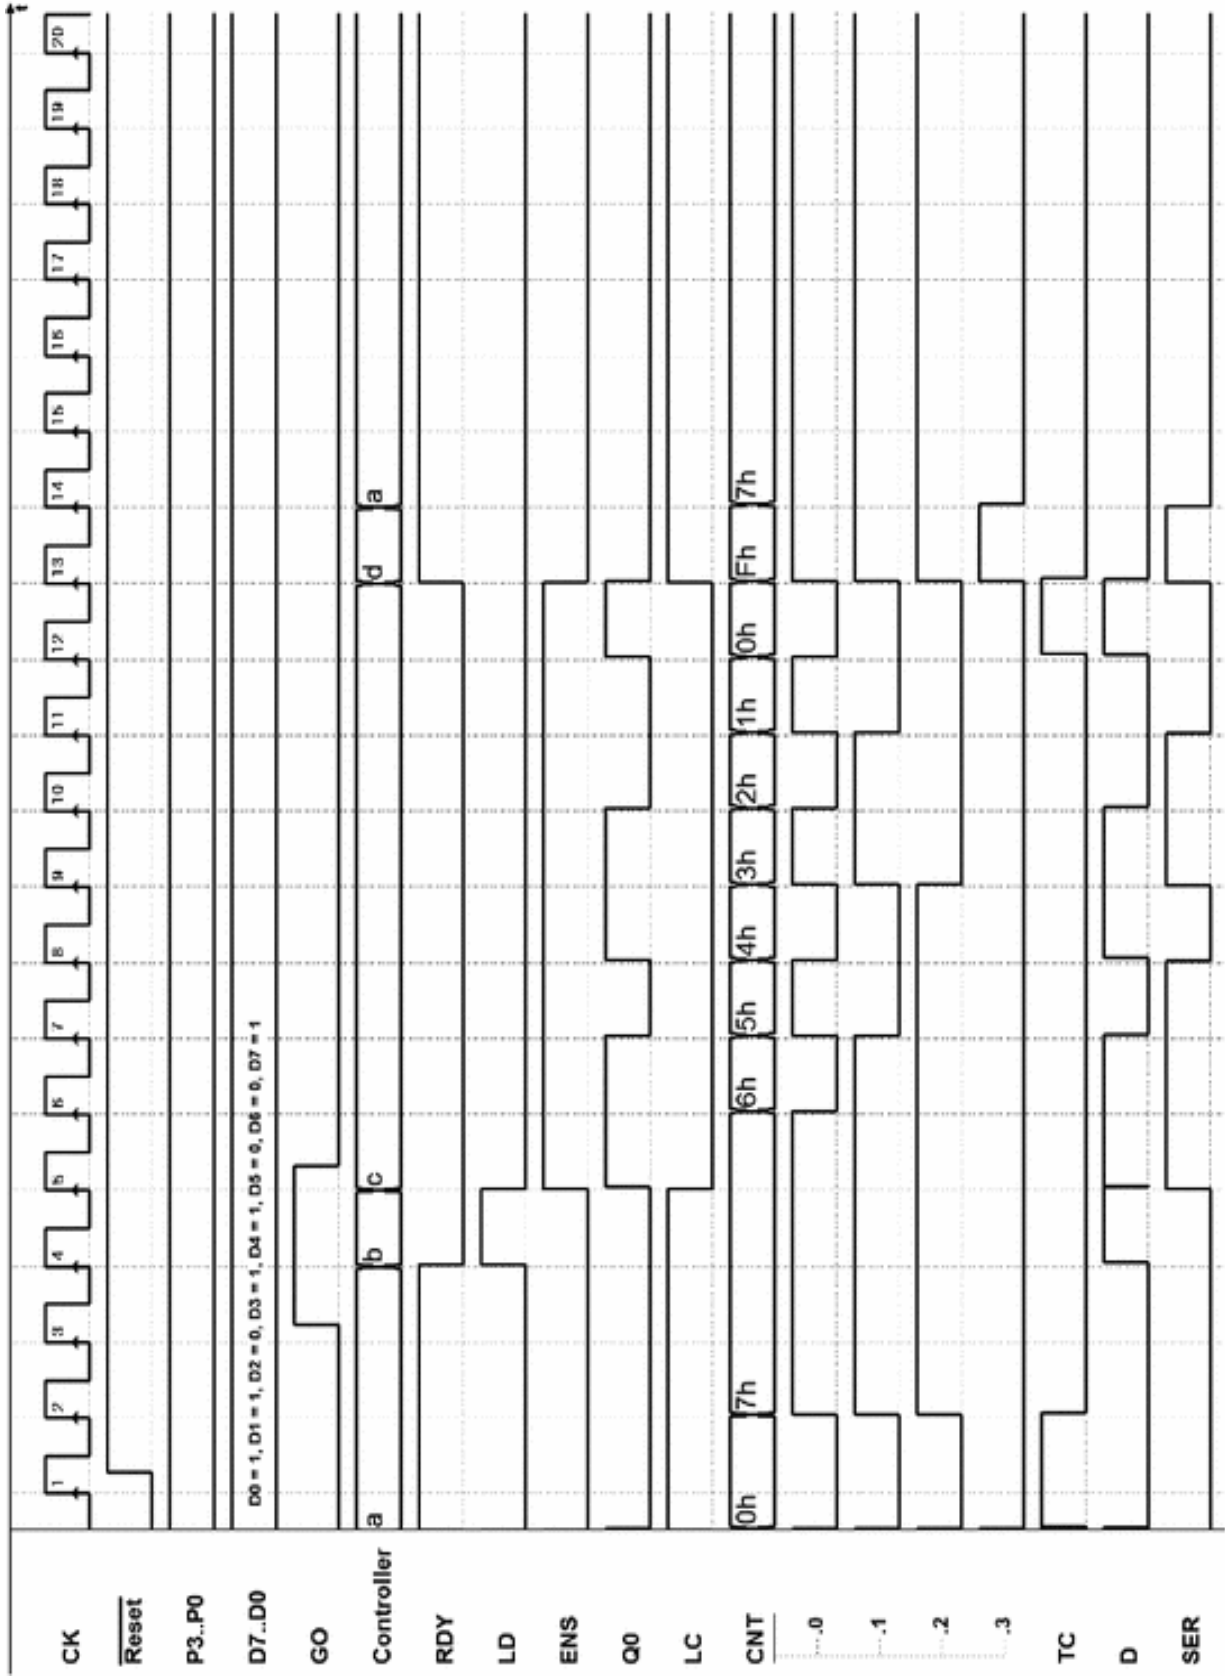 t
CK 1 2 3 4 5 6 7 8 9 10 11 12 13 14 15 15 17 18 19 20
Reset
P3..P0
D7..D0 D0 = 1, D1 = 1, D2 = 0, D3 = 1, D4 = 1, D5 = 0, D6 = 0, D7 = 1
GO
Controller a b c d a
RDY
LD
ENS
Q0
LC
CNT 0h 7h 6h 5h 4h 3h 2h 1h 0h Fh 7h
.0
.1
.2
.3
TC
D
SER